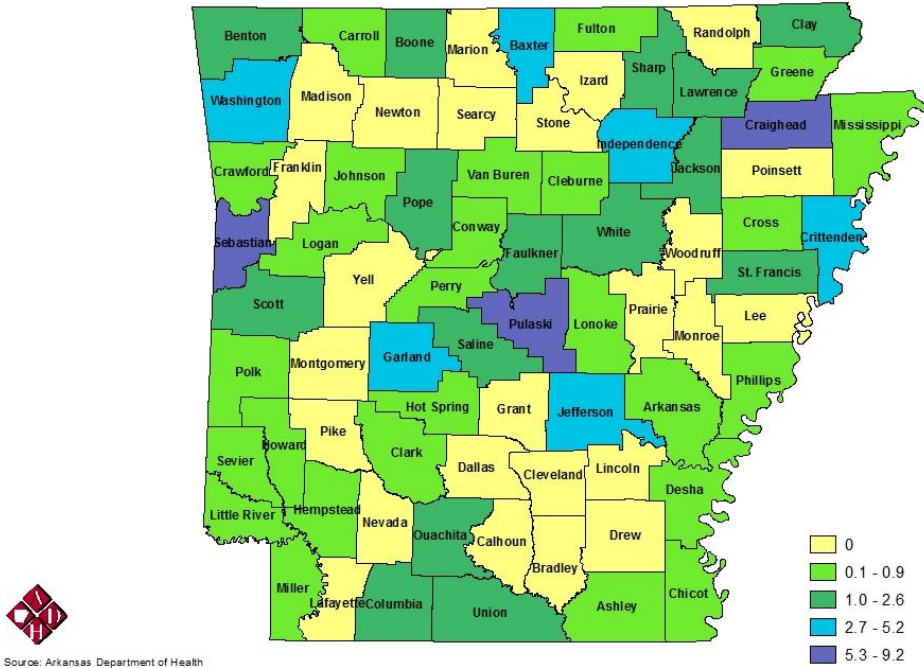 Benton
Carroll
Boone
Marion
Baxter
Fulton
Randolph
Clay
Washington
Madison
Newton
Searcy
Stone
Izard
Sharp
Lawrence
Greene
Independence
Craighead
Mississippi
Jackson
Crawford
Franklin
Johnson
Pope
Van Buren
Cleburne
Poinsett
Sebastian
Logan
Conway
Faulkner
White
Woodruff
Cross
Crittenden
St. Francis
Scott
Yell
Perry
Pulaski
Lonoke
Prairie
Monroe
Lee
Polk
Montgomery
Garland
Saline
Hot Spring
Grant
Jefferson
Arkansas
Phillips
Howard
Pike
Clark
Dallas
Cleveland
Lincoln
Desha
Sevier
Little River
Hempstead
Nevada
Ouachita
Calhoun
Bradley
Drew
Miller
Lafayette
Columbia
Union
Ashley
Chicot
0
0.1 - 0.9
1.0 - 2.6
2.7 - 5.2
5.3 - 9.2
A
D
H
Source: Arkansas Department of Health